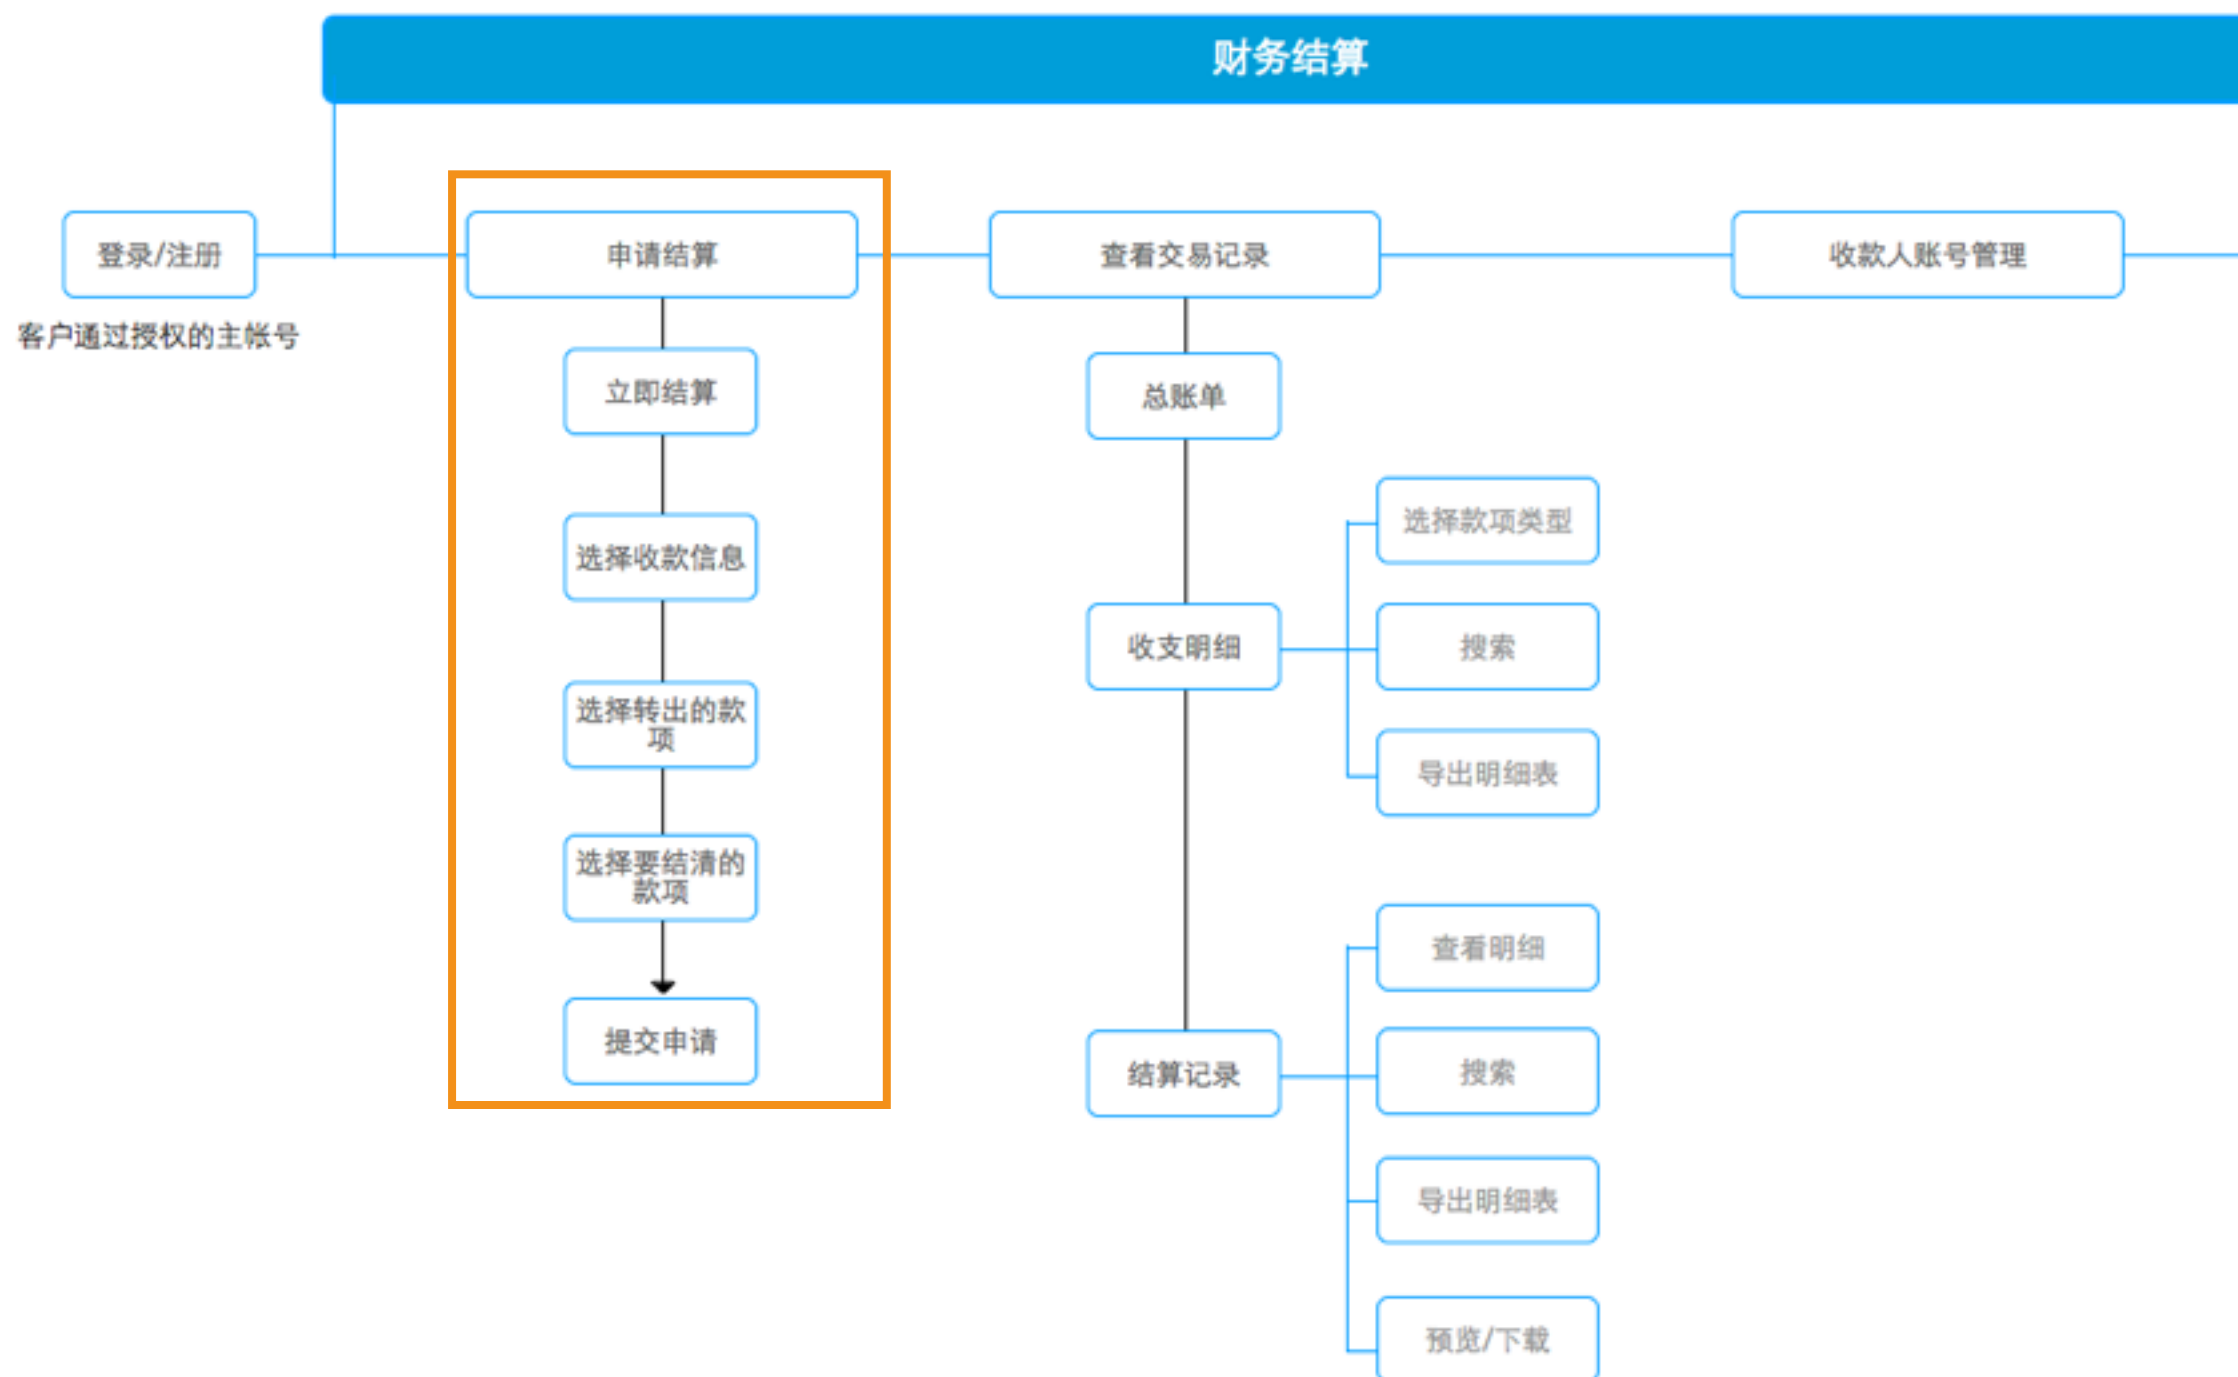 财务结算
登录/注册
客户通过授权的主帐号
申请结算
立即结算
选择收款信息
选择转出的款
项
选择要结清的
款项
提交申请
查看交易记录
总账单
收支明细
选择款项类型
搜索
导出明细表
结算记录
查看明细
搜索
导出明细表
预览/下载
收款人账号管理